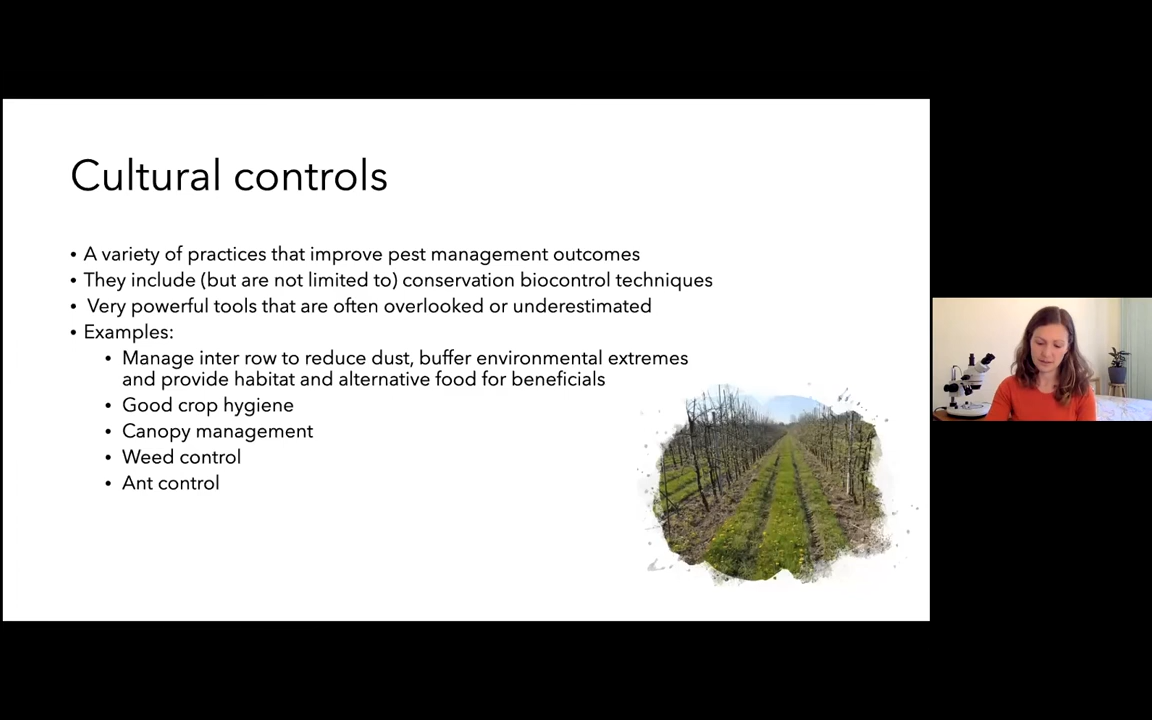 Cultural controls
• A variety of practices that improve pest management outcomes
• They include (but are not limited to) conservation biocontrol techniques
• Very powerful tools that are often overlooked or underestimated
• Examples:
• Manage inter row to reduce dust, buffer environmental extremes
and provide habitat and alternative food for beneficials
• Good crop hygiene
• Canopy management
• Weed control
• Ant control